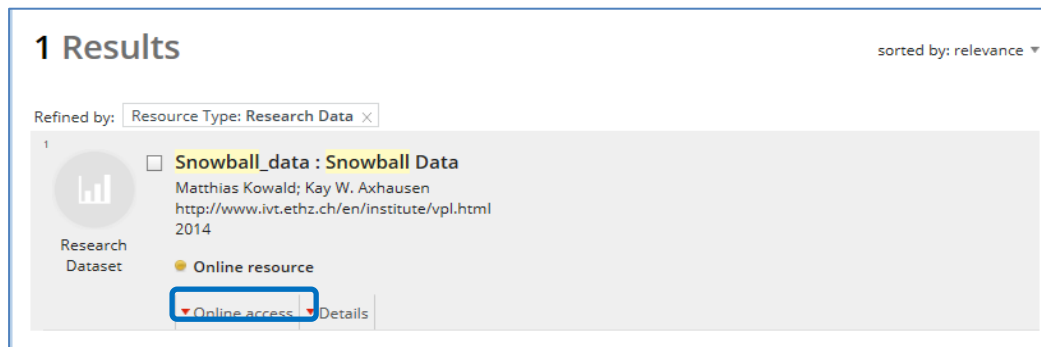 1 Results
sorted by: relevance
Refined by: Resource Type: Research Data ×
1
Snowball_data : Snowball Data
Matthias Kowald; Kay W. Axhausen
http://www.ivt.ethz.ch/en/institute/vpl.html
2014
Research
Dataset
Online resource
Online access
Details